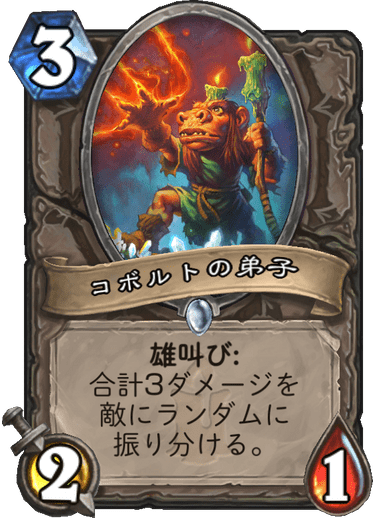 3
コボルトの弟子
雄叫び:
合計3ダメージを
敵にランダムに
振り分ける。
2
1